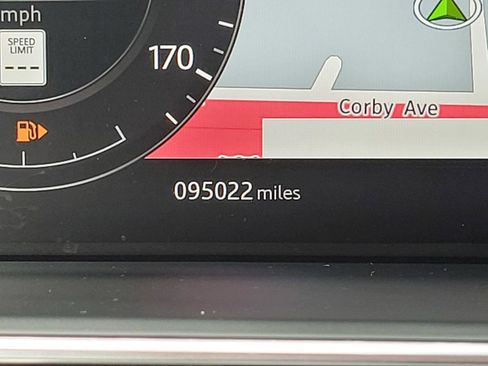 mph
SPEED
LIMIT
---
170
Corby Ave
095022 miles